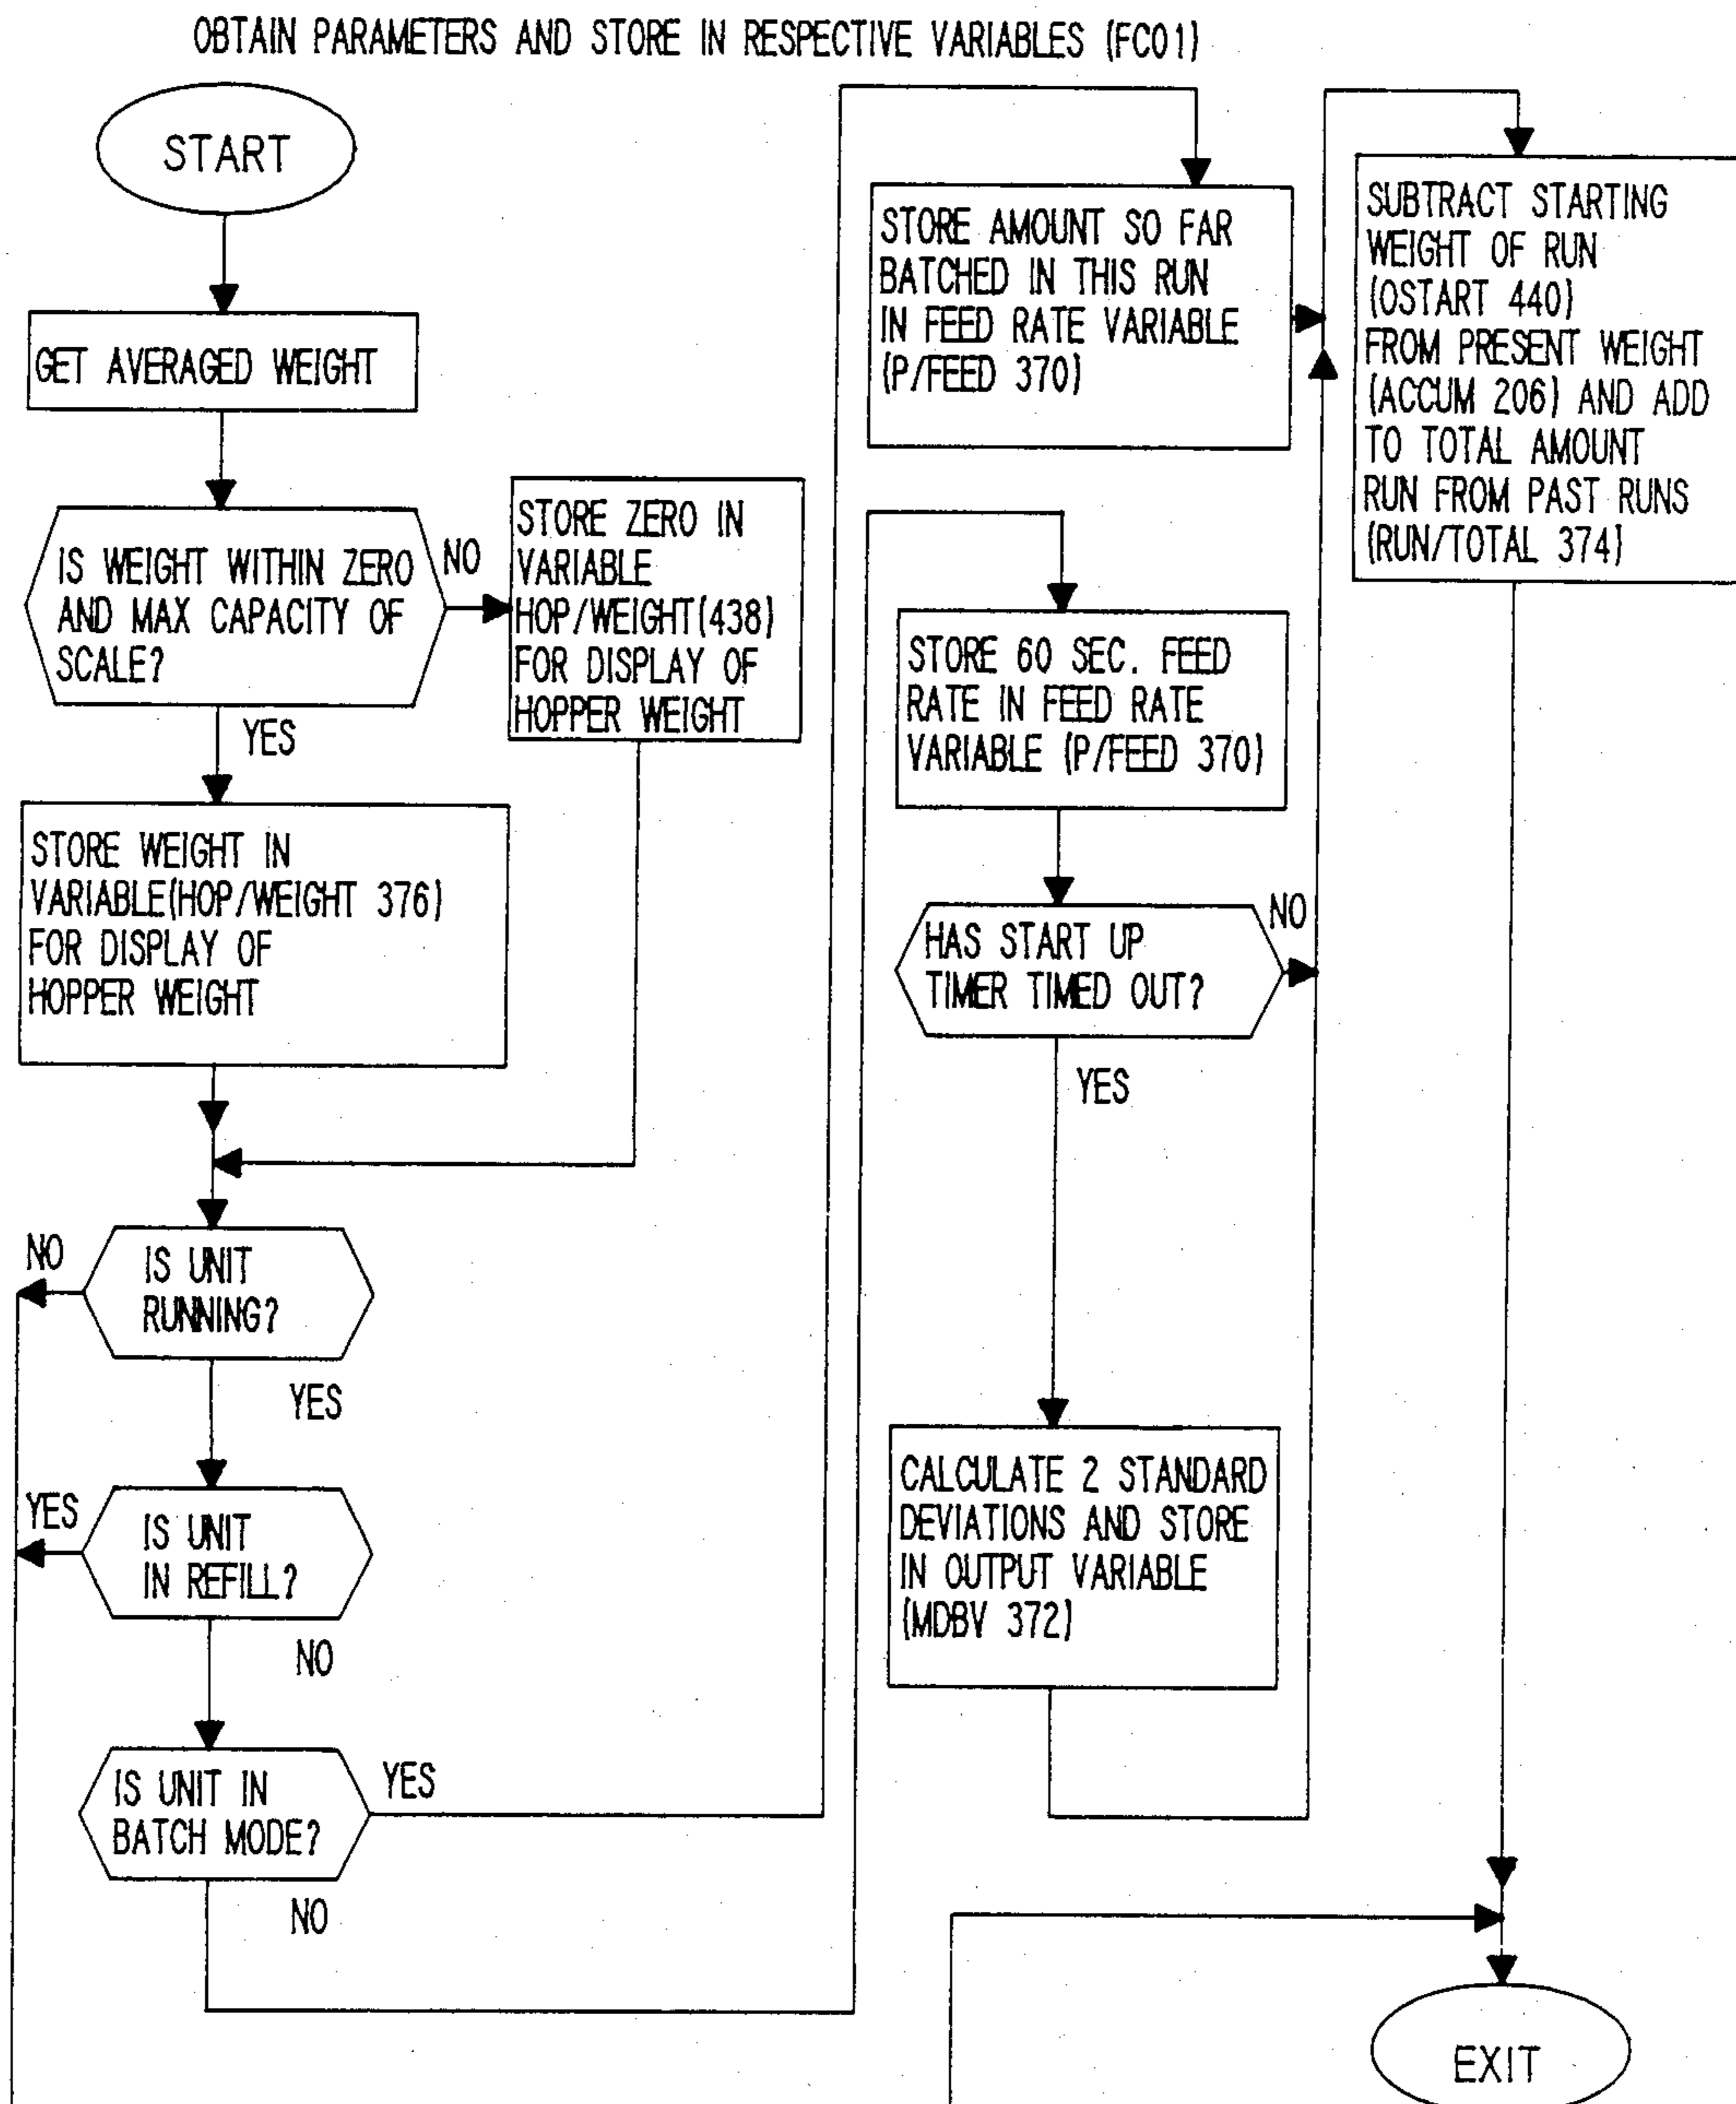 OBTAIN PARAMETERS AND STORE IN RESPECTIVE VARIABLES (FC01)
START
GET AVERAGED WEIGHT
IS WEIGHT WITHIN ZERO
AND MAX CAPACITY OF
SCALE?
NO
YES
STORE ZERO IN
VARIABLE
HOP/WEIGHT(438)
FOR DISPLAY OF
HOPPER WEIGHT
STORE WEIGHT IN
VARIABLE(HOP/WEIGHT 376)
FOR DISPLAY OF
HOPPER WEIGHT
IS UNIT
RUNNING?
NO
YES
IS UNIT
IN REFILL?
YES
NO
IS UNIT IN
BATCH MODE?
YES
NO
STORE AMOUNT SO FAR
BATCHED IN THIS RUN
IN FEED RATE VARIABLE
(P/FEED 370)
STORE 60 SEC. FEED
RATE IN FEED RATE
VARIABLE (P/FEED 370)
HAS START UP
TIMER TIMED OUT?
NO
YES
CALCULATE 2 STANDARD
DEVIATIONS AND STORE
IN OUTPUT VARIABLE
(MDBV 372)
SUBTRACT STARTING
WEIGHT OF RUN
(OSTART 440)
FROM PRESENT WEIGHT
(ACCUM 206) AND ADD
TO TOTAL AMOUNT
RUN FROM PAST RUNS
(RUN/TOTAL 374)
EXIT